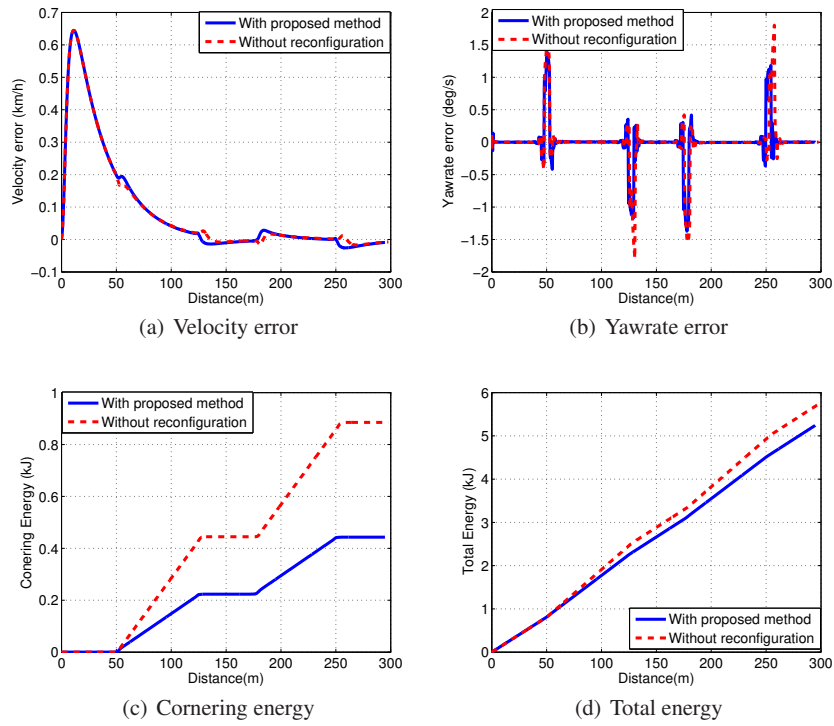 0.7
0.6
0.5
0.4
0.3
0.2
0.1
0
−0.1
0 50 100 150 200 250 300
Velocity error (km/h)
Distance(m)
With proposed method
Without reconfiguration
(a) Velocity error
2
1.5
1
0.5
0
−0.5
−1
−1.5
−2
0 50 100 150 200 250 300
Yawrate error (deg/s)
Distance(m)
With proposed method
Without reconfiguration
(b) Yawrate error
1
0.8
0.6
0.4
0.2
0
0 50 100 150 200 250 300
Conering Energy (kJ)
Distance(m)
With proposed method
Without reconfiguration
(c) Cornering energy
6
5
4
3
2
1
0
0 50 100 150 200 250 300
Total Energy (kJ)
Distance(m)
With proposed method
Without reconfiguration
(d) Total energy